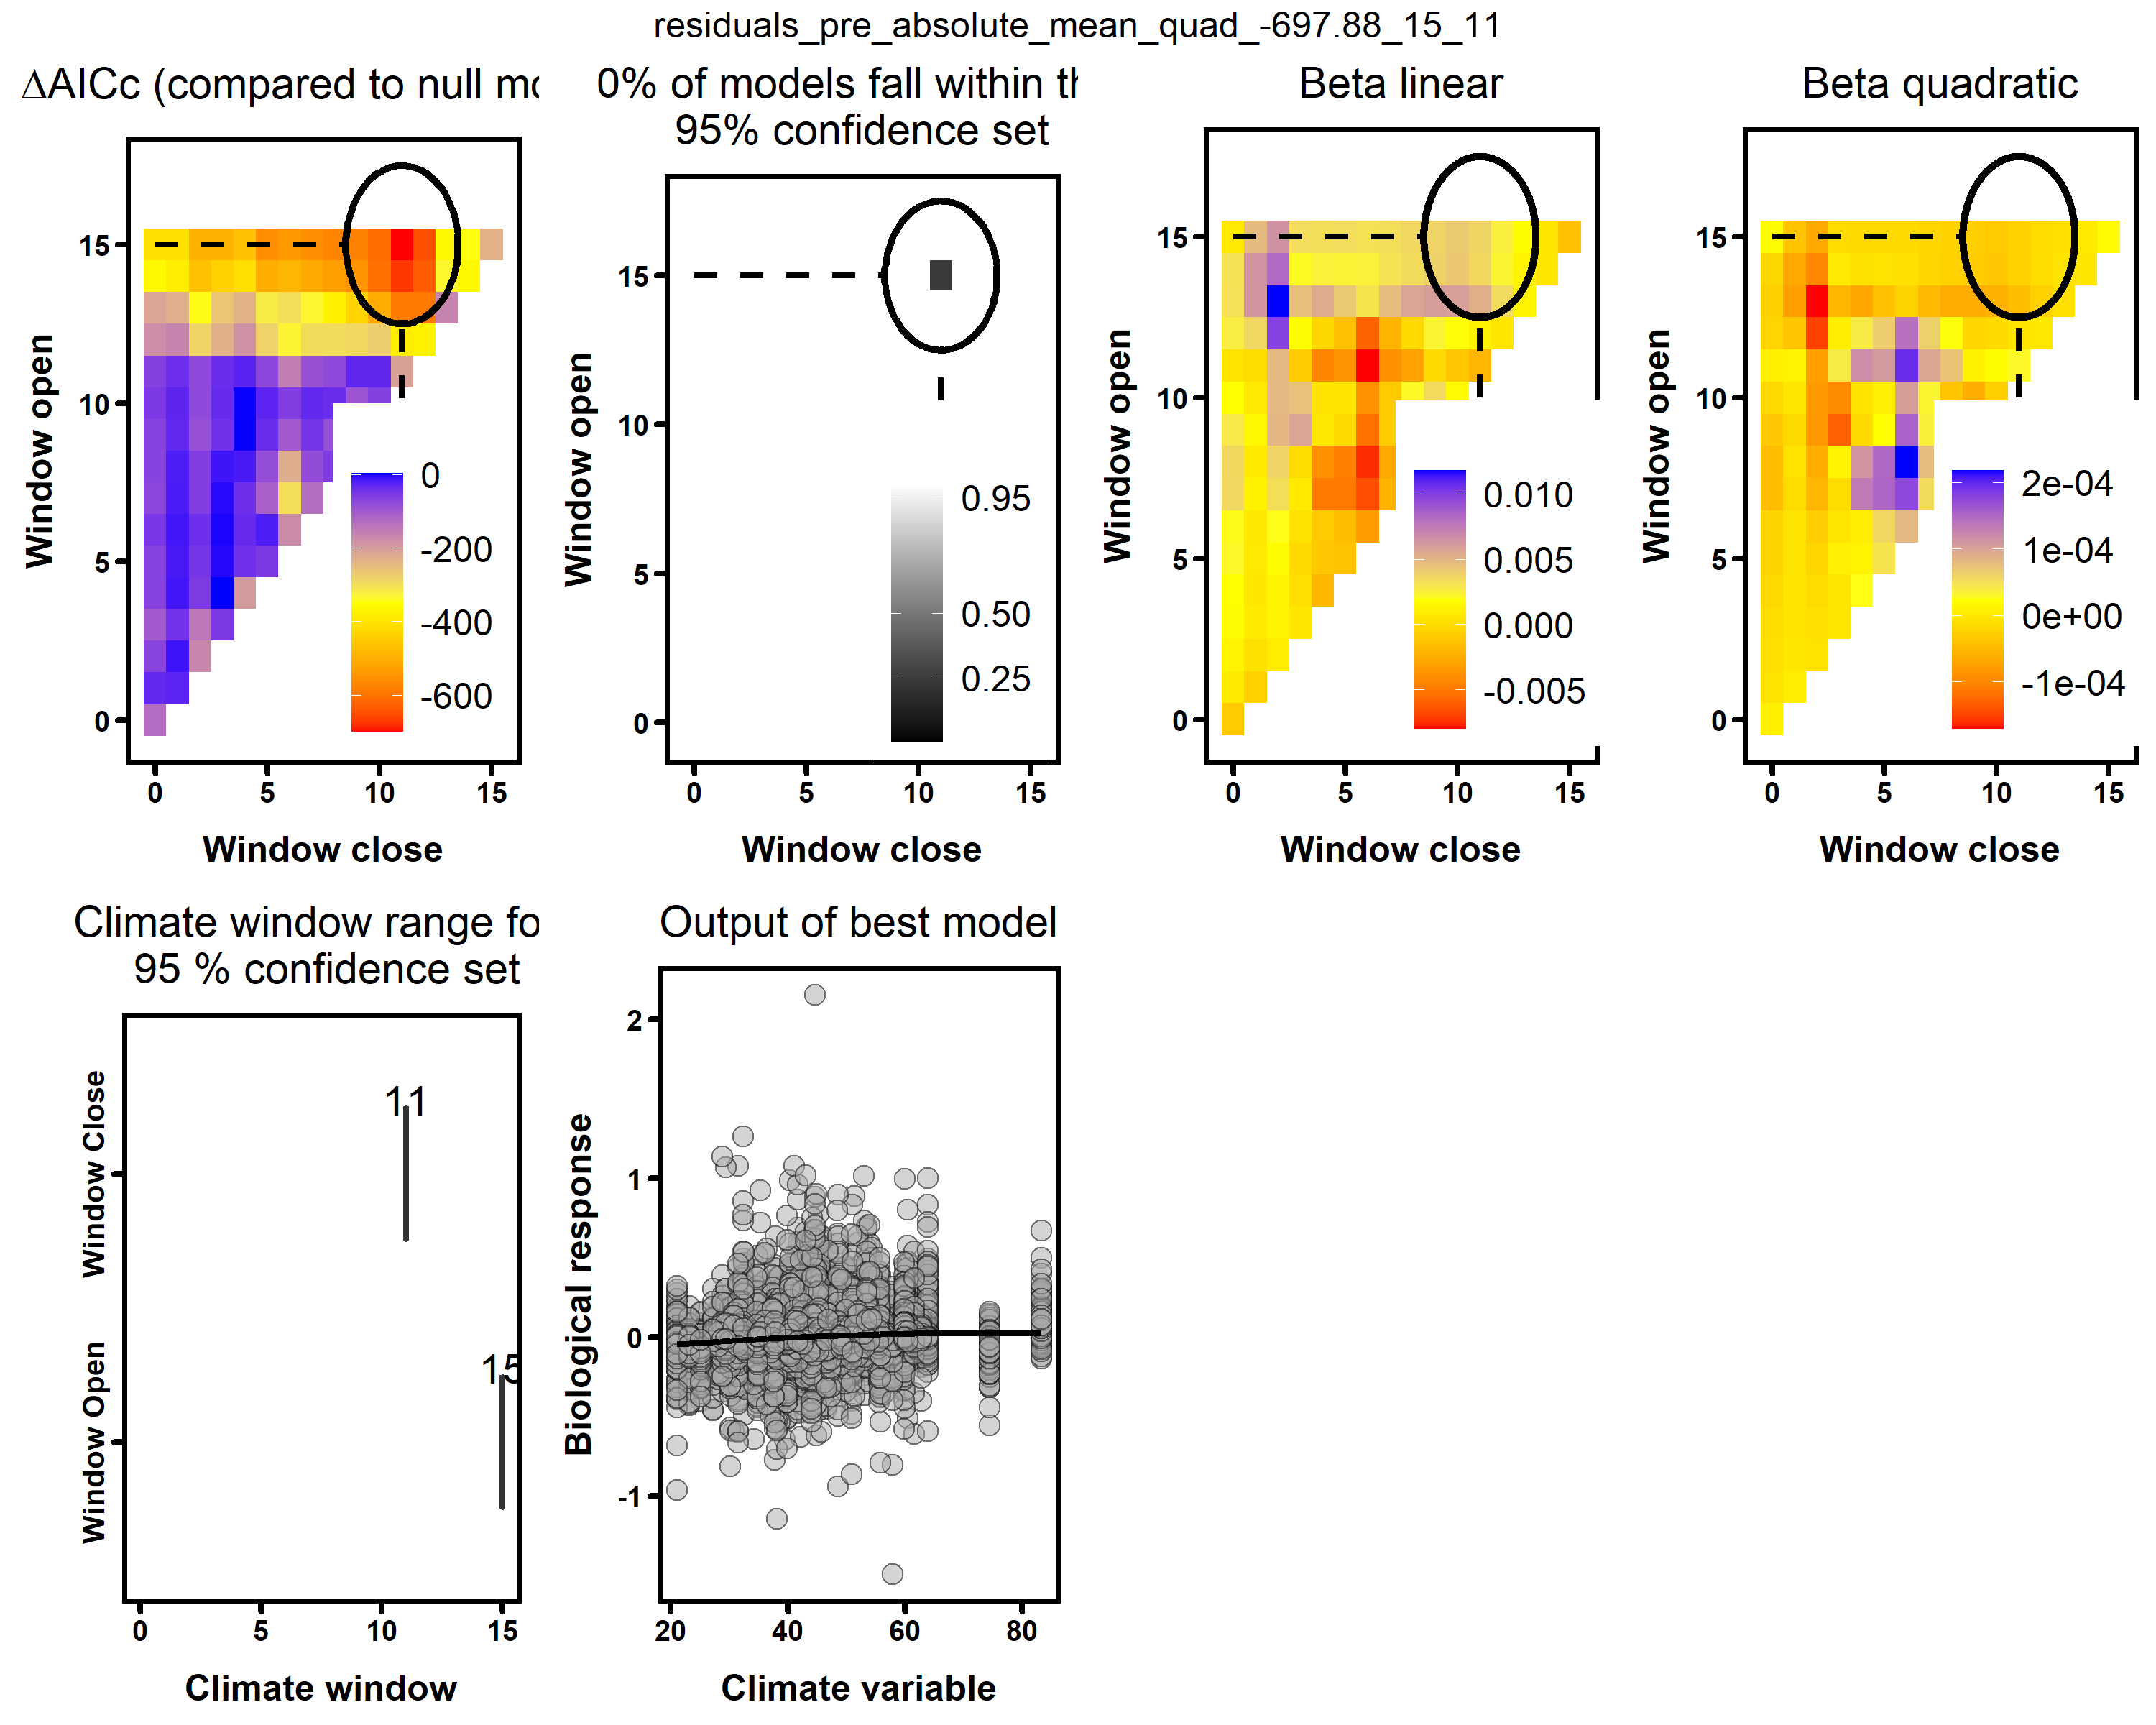 residuals_pre_absolute_mean_quad_-697.88_15_11
ΔAICc (compared to null mo
15
10
5
0
0
-200
-400
-600
0 5 10 15
Window open
Window close
0% of models fall within th
95% confidence set
15
10
5
0
0.95
0.50
0.25
0 5 10 15
Window open
Window close
Beta linear
15
10
5
0
0.010
0.005
0.000
-0.005
0 5 10 15
Window open
Window close
Beta quadratic
15
10
5
0
2e-04
1e-04
0e+00
-1e-04
0 5 10 15
Window open
Window close
Climate window range fo
95 % confidence set
Window Close
Window Open
11
15
0 5 10 15
Climate window
Output of best model
2
1
0
-1
20 40 60 80
Biological response
Climate variable